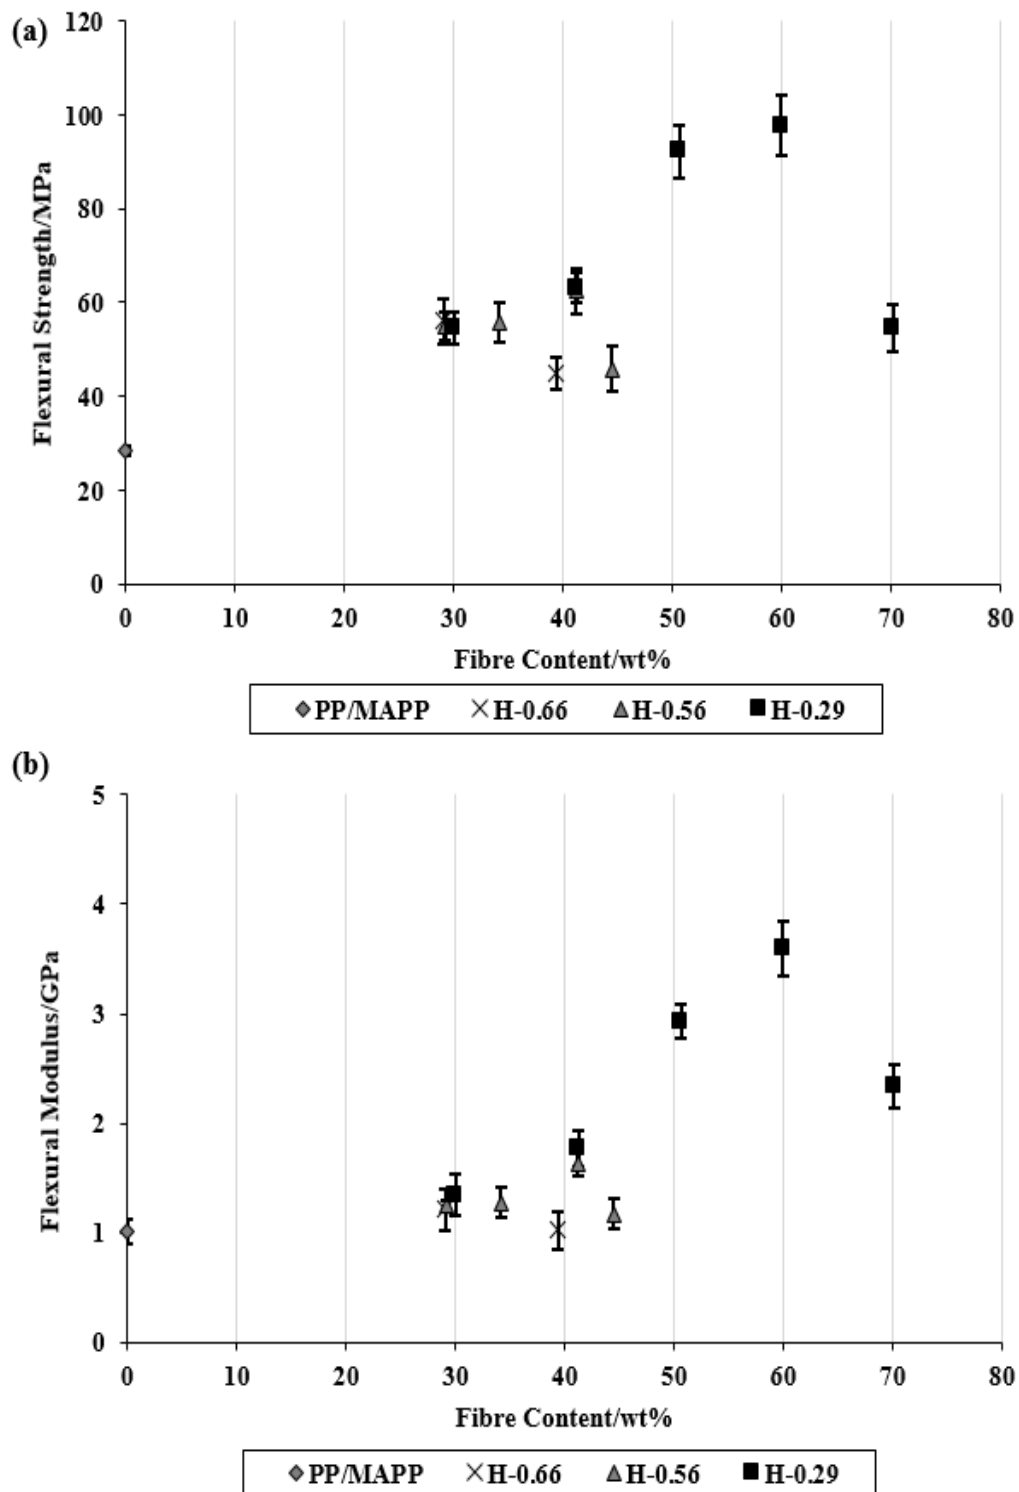 (a)
120
100
80
60
40
20
0
Flexural Strength/MPa
0 10 20 30 40 50 60 70 80
Fibre Content/wt%
PP/MAPP H-0.66 H-0.56 H-0.29
(b)
5
4
3
2
1
0
Flexural Modulus/GPa
0 10 20 30 40 50 60 70 80
Fibre Content/wt%
PP/MAPP H-0.66 H-0.56 H-0.29